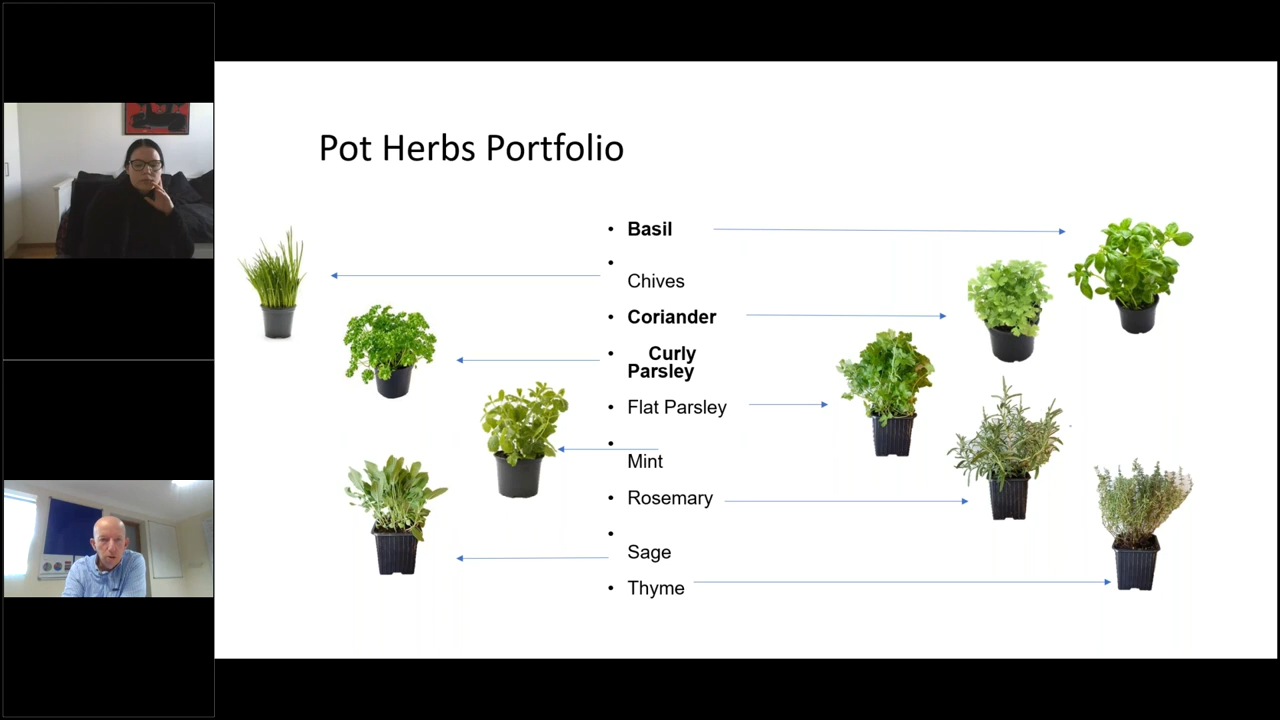 Pot Herbs Portfolio
• Basil
•
Chives
• Coriander
• Curly
Parsley
• Flat Parsley
•
Mint
• Rosemary
•
Sage
• Thyme